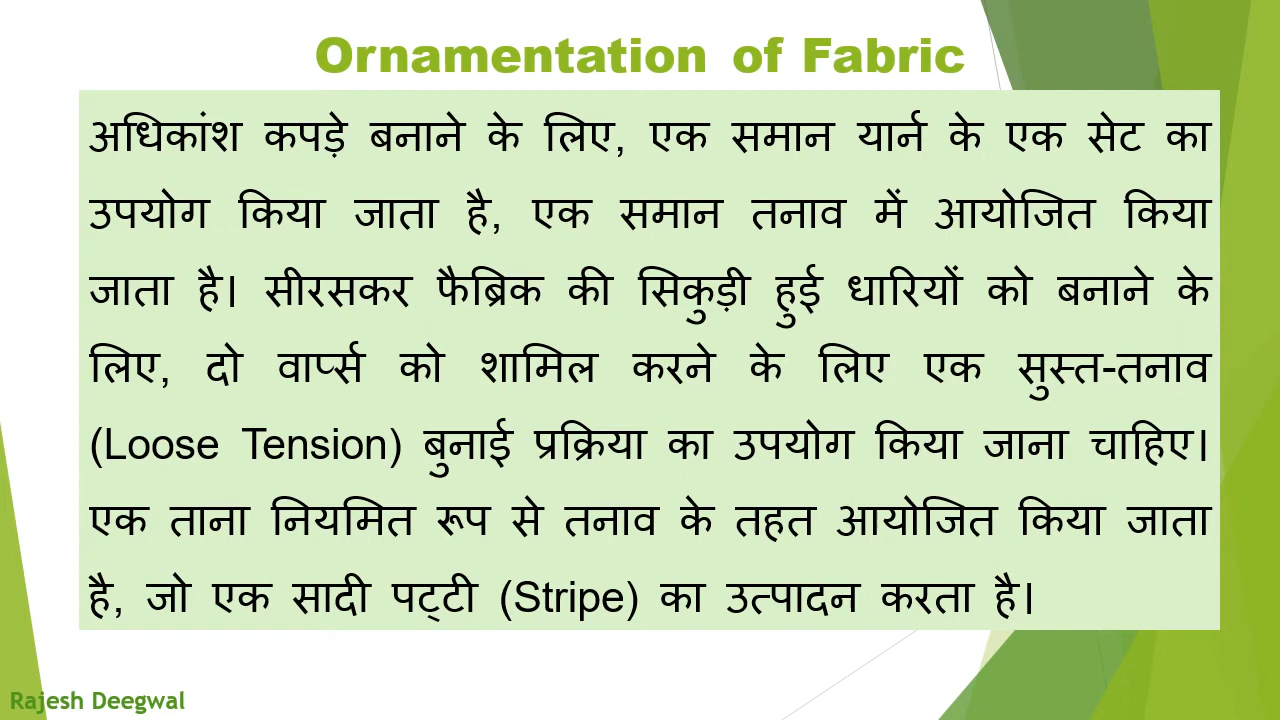 Ornamentation of Fabric
अधिकांश कपड़े बनाने के लिए, एक समान यार्न के एक सेट का
उपयोग किया जाता है, एक समान तनाव में आयोजित किया
जाता है। सीरसकर फैब्रिक की सिकुड़ी हुई धारियों को बनाने के
लिए, दो वार्प्स को शामिल करने के लिए एक सुस्त-तनाव
(Loose Tension) बुनाई प्रक्रिया का उपयोग किया जाना चाहिए।
एक ताना नियमित रूप से तनाव के तहत आयोजित किया जाता
है, जो एक सादी पट्टी (Stripe) का उत्पादन करता है।
Rajesh Deegwal